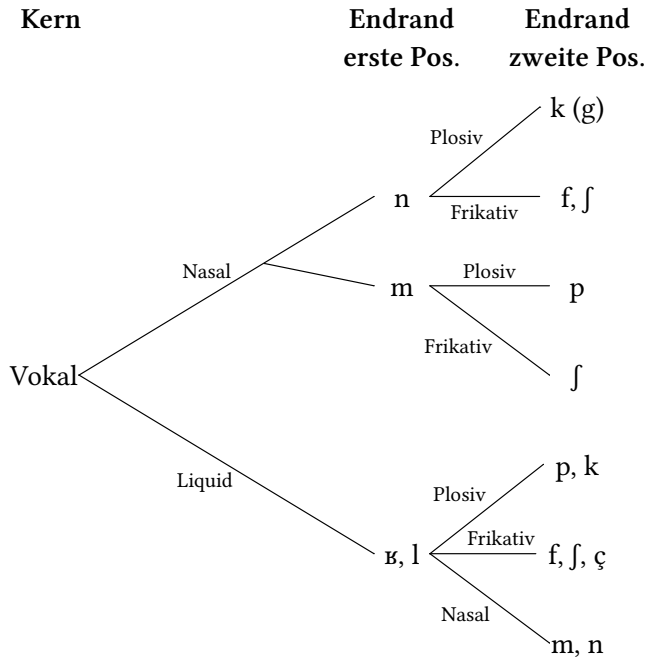 Kern
Endrand
erste Pos.
Endrand
zweite Pos.
k (g)
Plosiv
n
Frikativ
f, ʃ
Nasal
m
Plosiv
p
Frikativ
Vokal
ʃ
Liquid
p, k
Plosiv
ʁ, l
Frikativ
f, ʃ, ç
Nasal
m, n